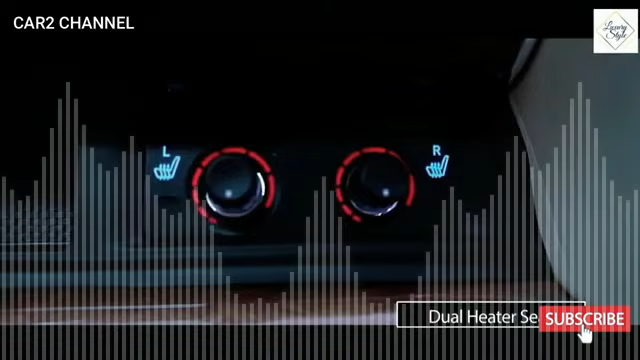 CAR2 CHANNEL
Luxury
Style
L
R
Dual Heater Se
SUBSCRIBE